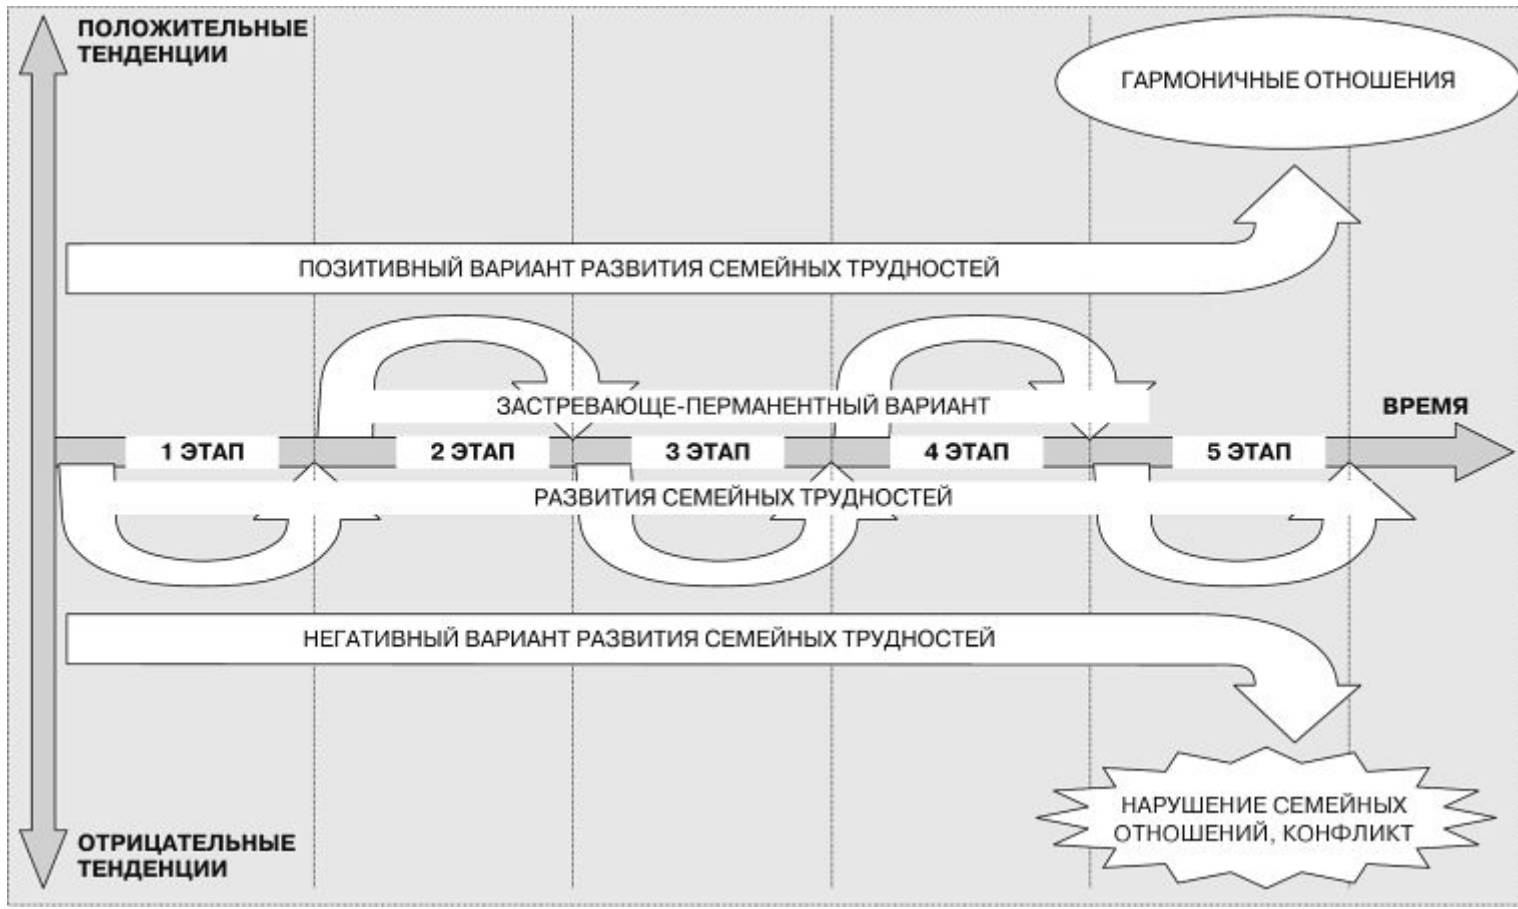 ПОЛОЖИТЕЛЬНЫЕ
ТЕНДЕНЦИИ
ГАРМОНИЧНЫЕ ОТНОШЕНИЯ
ПОЗИТИВНЫЙ ВАРИАНТ РАЗВИТИЯ СЕМЕЙНЫХ ТРУДНОСТЕЙ
ЗАСТРЕВАЮЩЕ-ПЕРМАНЕНТНЫЙ ВАРИАНТ
ВРЕМЯ
1 ЭТАП
2 ЭТАП
3 ЭТАП
4 ЭТАП
5 ЭТАП
РАЗВИТИЯ СЕМЕЙНЫХ ТРУДНОСТЕЙ
НЕГАТИВНЫЙ ВАРИАНТ РАЗВИТИЯ СЕМЕЙНЫХ ТРУДНОСТЕЙ
НАРУШЕНИЕ СЕМЕЙНЫХ
ОТНОШЕНИЙ, КОНФЛИКТ
ОТРИЦАТЕЛЬНЫЕ
ТЕНДЕНЦИИ